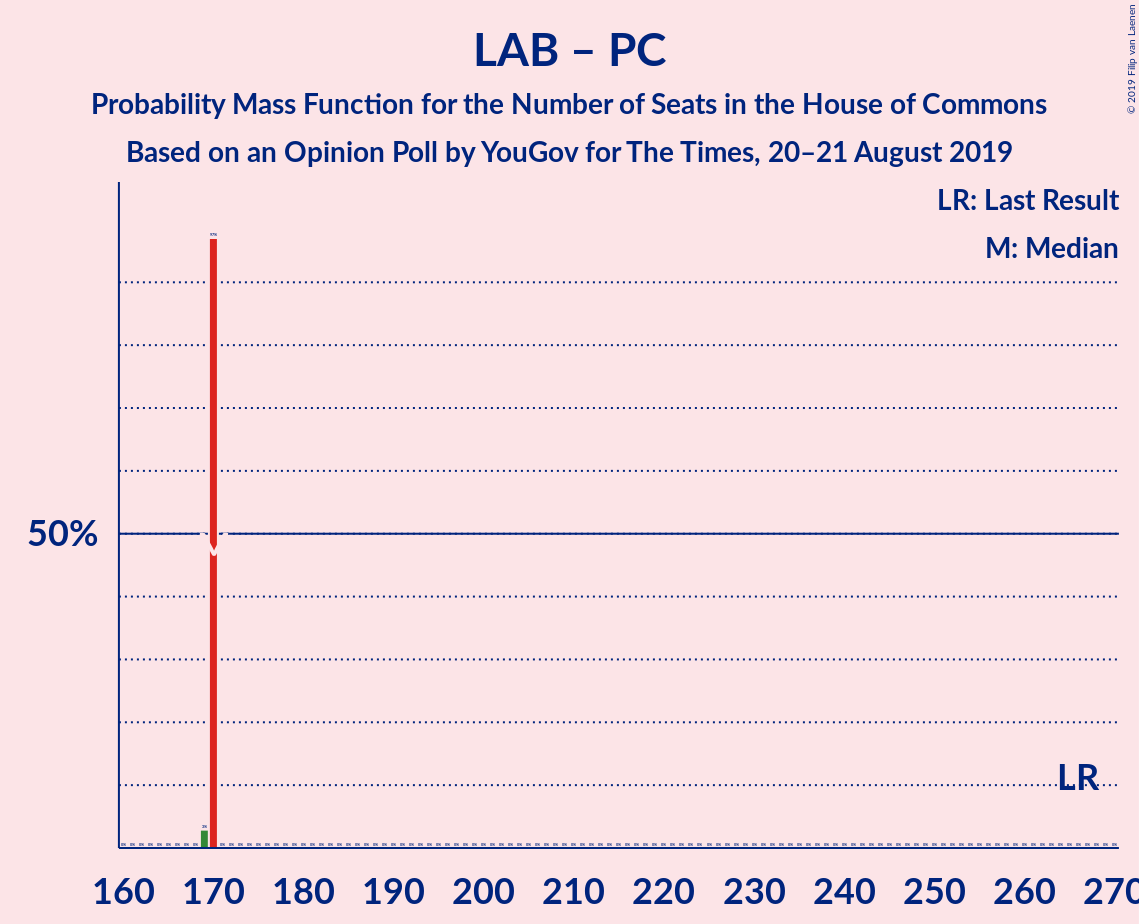 LAB – PC
Probability Mass Function for the Number of Seats in the House of Commons
Based on an Opinion Poll by YouGov for The Times, 20–21 August 2019
© 2019 Filip van Laenen
LR: Last Result
M: Median
97%
50%
M
LR
3%
160 170 180 190 200 210 220 230 240 250 260 270